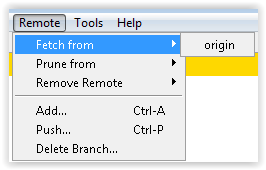 Remote Tools Help
Fetch from origin
Prune from
Remove Remote
Add... Ctrl-A
Push... Ctrl-P
Delete Branch...